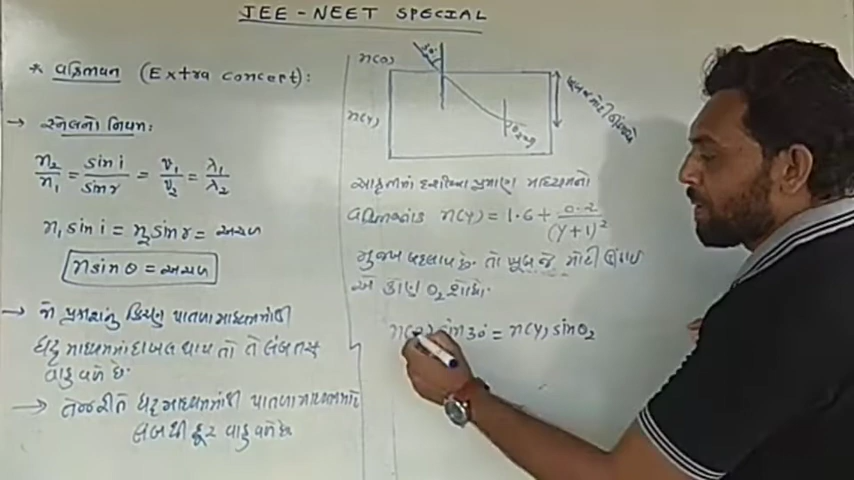 JEE - NEET SPECIAL
* વક્રિભવન (Extra concept):
→ સ્નેલનો નિયમ:
n₂/n₁ = sin i/sin r = v₁/v₂ = λ₁/λ₂
n₁ sin i = n₂ sin r = અચળ
n sin θ = અચળ
→ જો પ્રકાશનું કિરણ પાતળા માધ્યમમાંથી
ઘટ્ટ માધ્યમમાં દાખલ થાય તો તે લંબ તરફ
વાંકુ વળે છે.
→ તેજ રીતે ઘટ્ટ માધ્યમમાંથી પાતળા માધ્યમમાં
લંબથી દૂર વાંકુ વળે છે
n(0)
30°
n(y)
આકૃતિમાં દર્શાવ્યા પ્રમાણે માધ્યમનો
વક્રીભવનાંક n(y) = 1.6 + 0.2/(y+1)²
મુજબ બદલાય છે. તો ખૂબ જ મોટી ઊંચાઈ
એ કોણ θ₂ શોધો.
sin 30° = n(y) sin θ₂